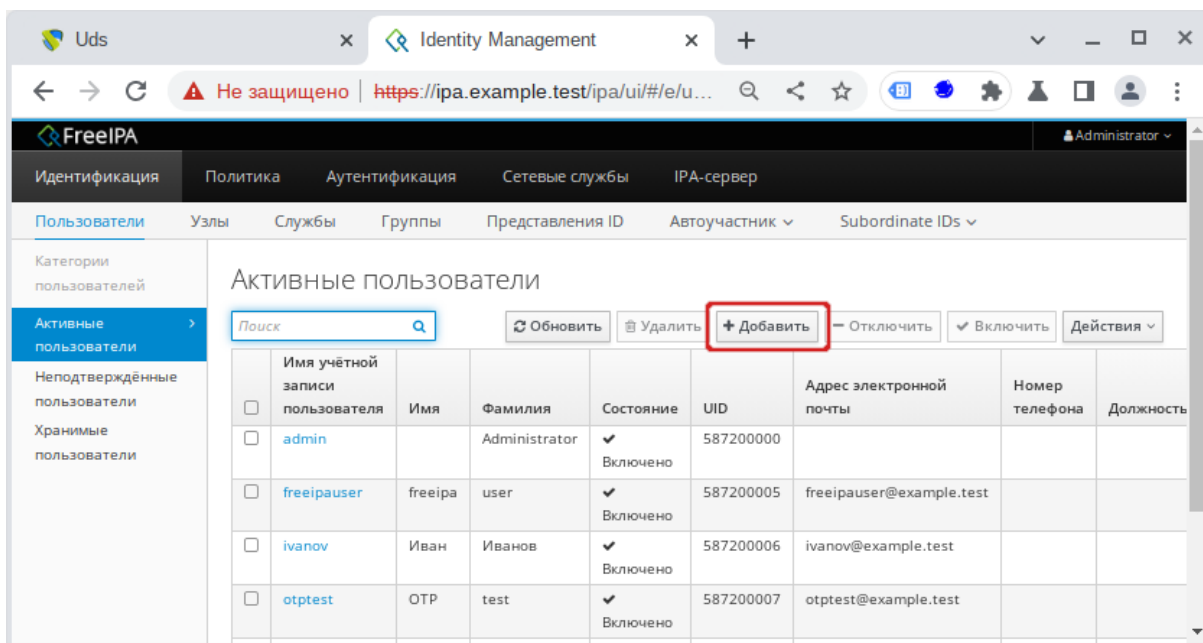 Uds
Identity Management
Не защищено
https://ipa.example.test/ipa/ui/#/e/u...
FreeIPA
Administrator
Идентификация Политика Аутентификация Сетевые службы IPA-сервер
Пользователи Узлы Службы Группы Представления ID Автоучастник Subordinate IDs
Категории
пользователей
Активные
пользователи
Неподтверждённые
пользователи
Хранимые
пользователи
Активные пользователи
Поиск Обновить Удалить Добавить Отключить Включить Действия
Имя учётной
записи
пользователя Имя Фамилия Состояние UID Адрес электронной
почты Номер
телефона Должность
admin Administrator Включено 587200000
freeipauser freeipa user Включено 587200005 freeipauser@example.test
ivanov Иван Иванов Включено 587200006 ivanov@example.test
otptest OTP test Включено 587200007 otptest@example.test